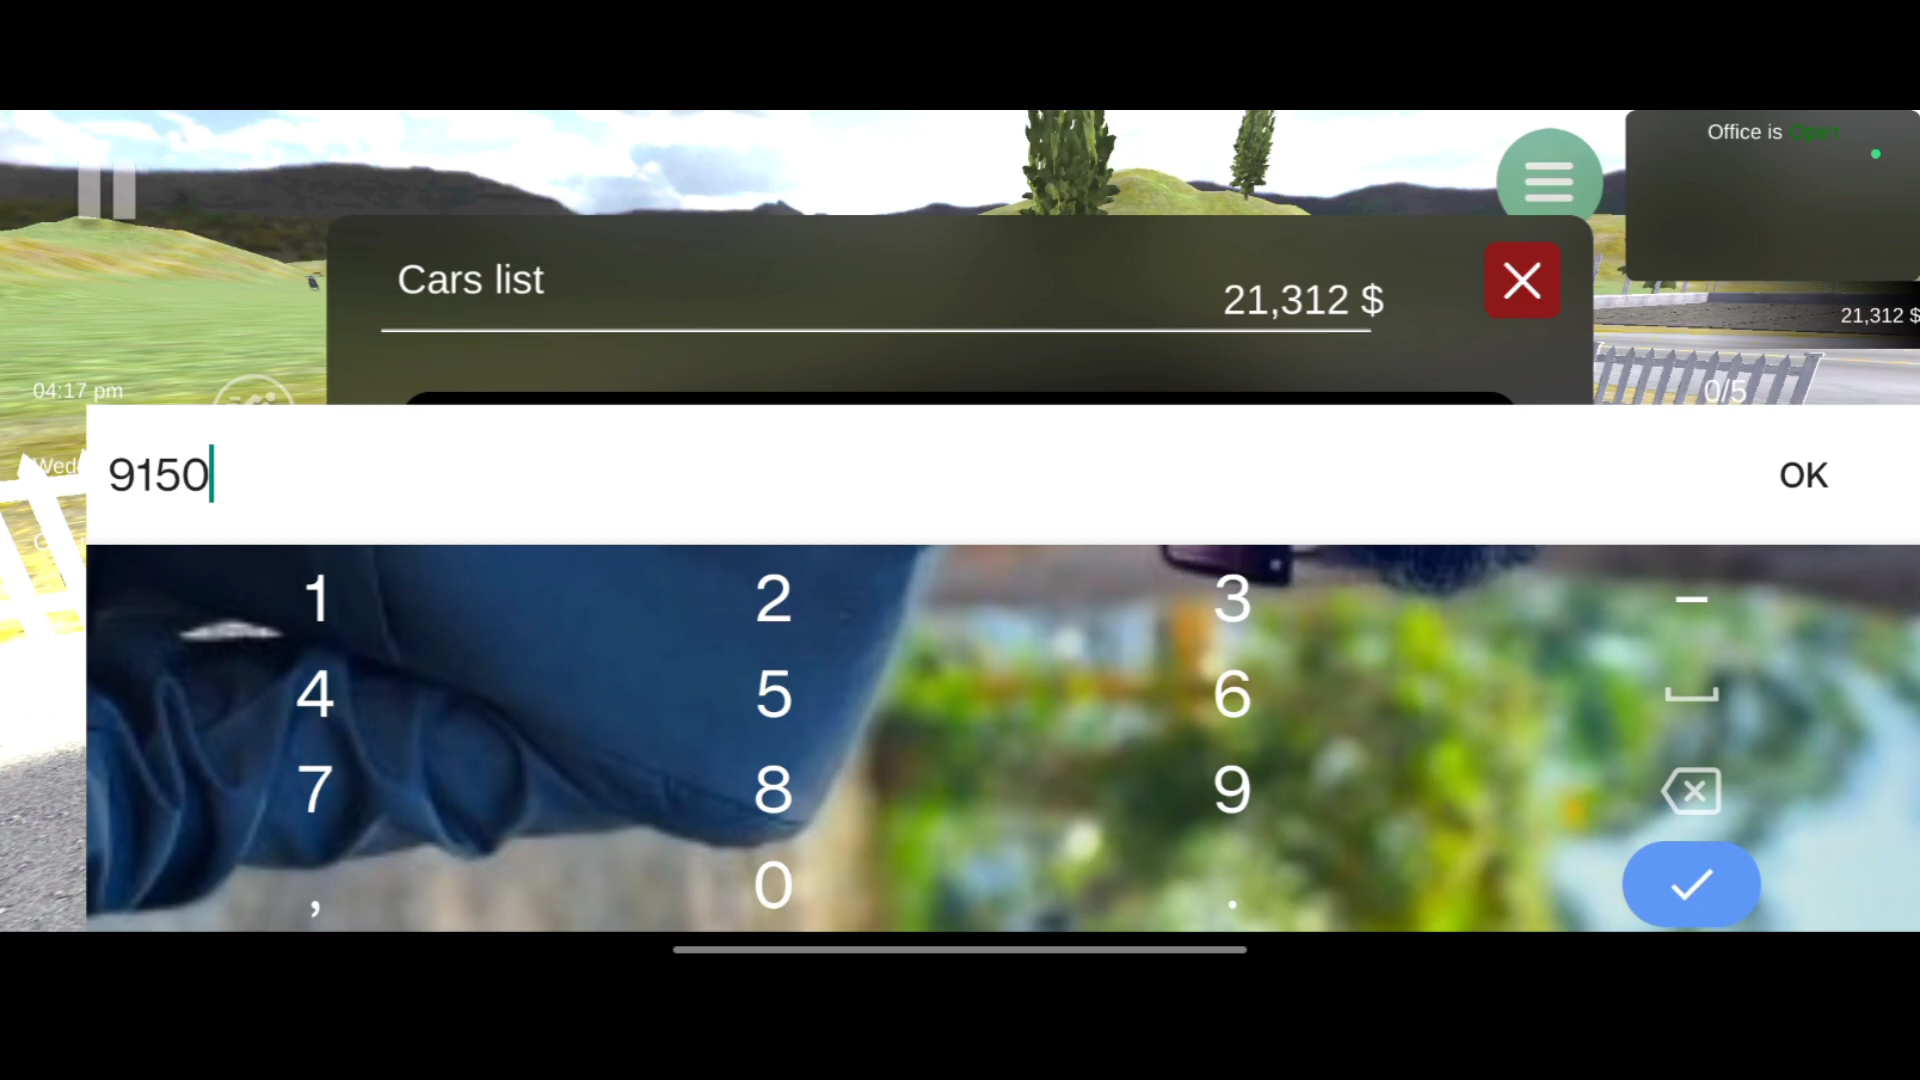 Office is Open
Cars list
21,312 $
21,312 $
04:17 pm
0/5
9150
OK
1 2 3 –
4 5 6
7 8 9
, 0 .